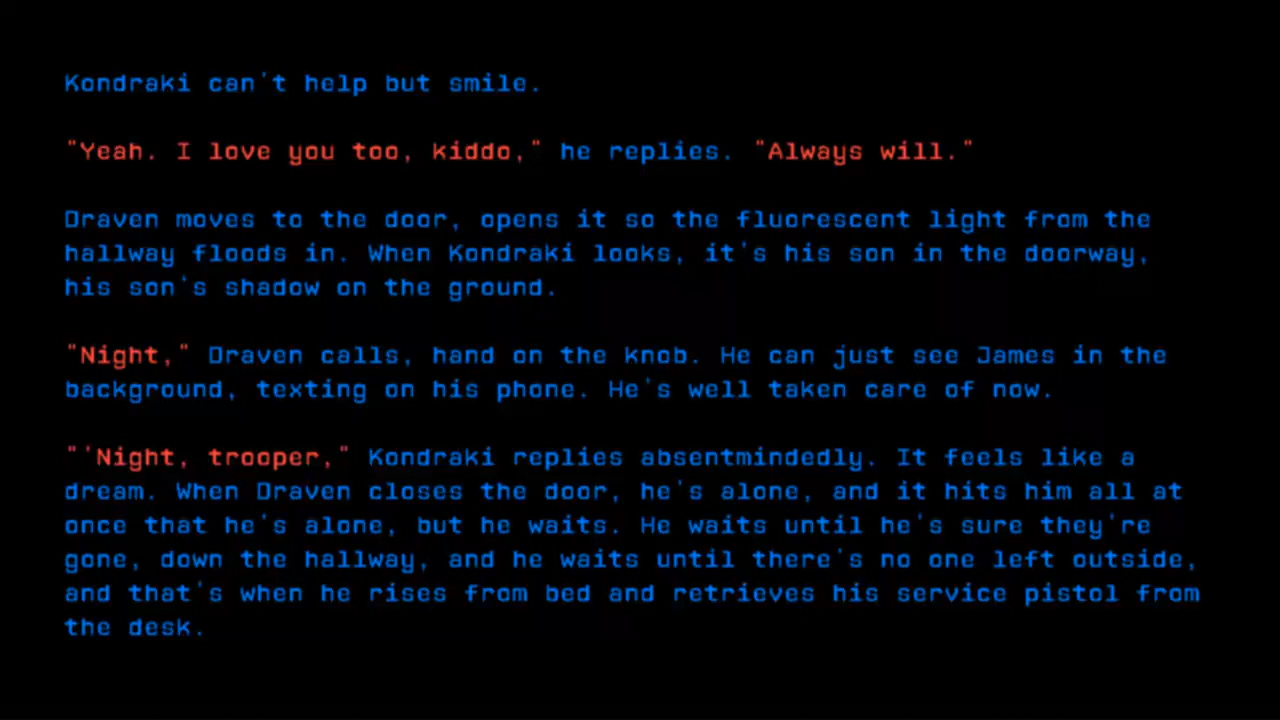 Kondraki can't help but smile.
"Yeah. I love you too, kiddo," he replies. "Always will."
Draven moves to the door, opens it so the fluorescent light from the
hallway floods in. When Kondraki looks, it's his son in the doorway,
his son's shadow on the ground.
"Night," Draven calls, hand on the knob. He can just see James in the
background, texting on his phone. He's well taken care of now.
"'Night, trooper," Kondraki replies absentmindedly. It feels like a
dream. When Draven closes the door, he's alone, and it hits him all at
once that he's alone, but he waits. He waits until he's sure they're
gone, down the hallway, and he waits until there's no one left outside,
and that's when he rises from bed and retrieves his service pistol from
the desk.